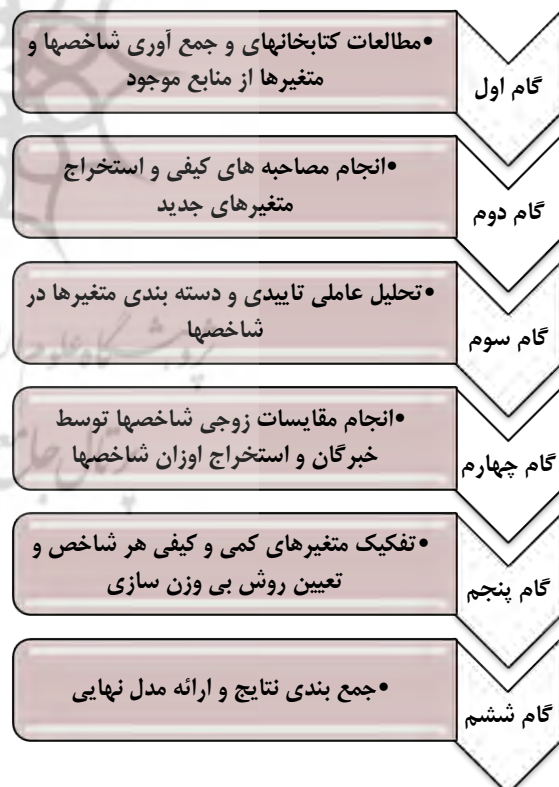 گام اول
•مطالعات کتابخانهای و جمع آوری شاخصها و
متغیرها از منابع موجود
گام دوم
•انجام مصاحبه های کیفی و استخراج
متغیرهای جدید
گام سوم
•تحلیل عاملی تاییدی و دسته بندی متغیرها در
شاخصها
گام چهارم
•انجام مقایسات زوجی شاخصها توسط
خبرگان و استخراج اوزان شاخصها
گام پنجم
•تفکیک متغیرهای کمی و کیفی هر شاخص و
تعیین روش بی وزن سازی
گام ششم
•جمع بندی نتایج و ارائه مدل نهایی